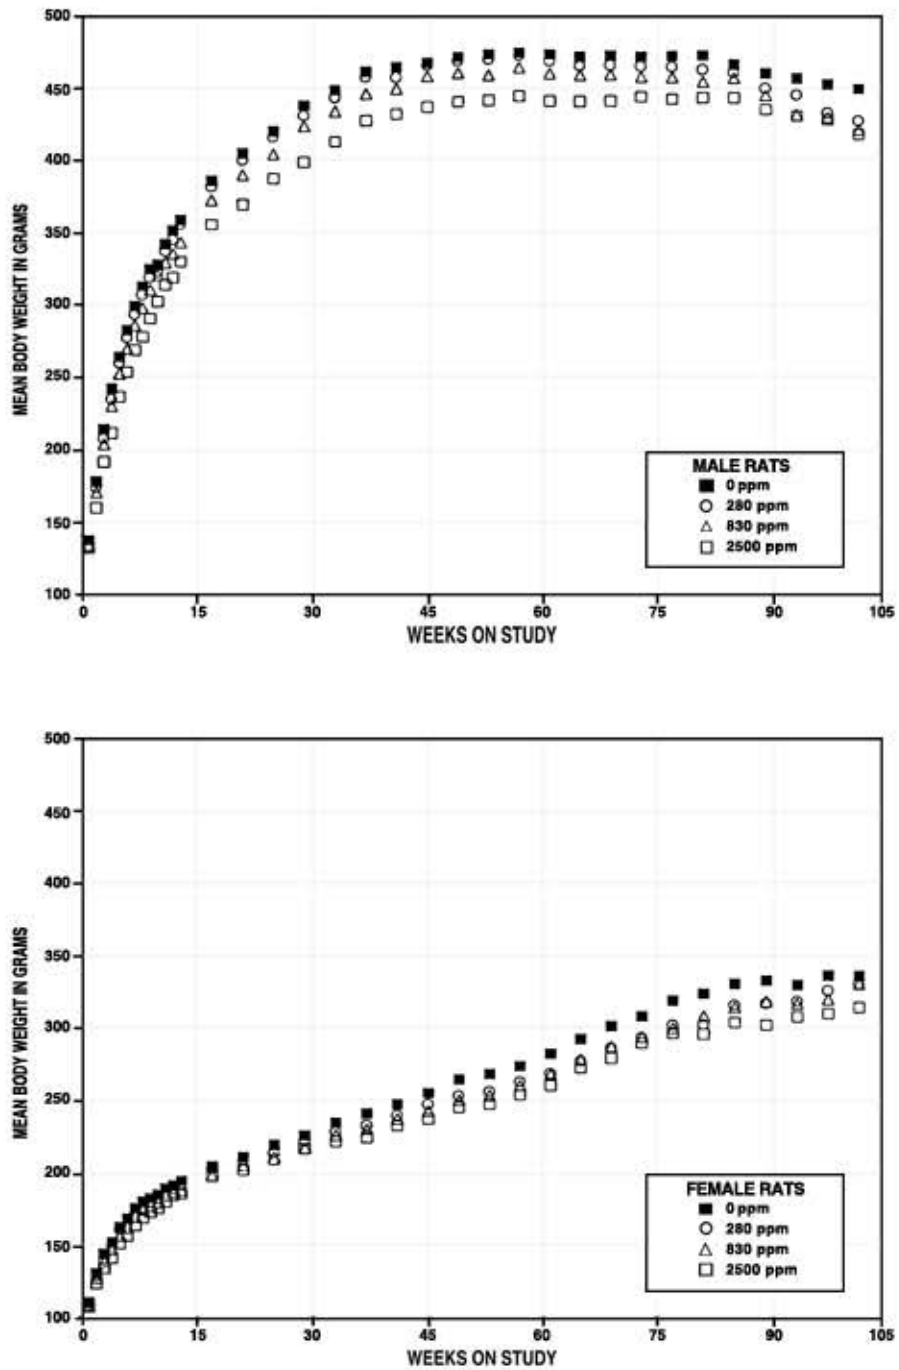 500
450
400
350
300
250
200
150
100
MEAN BODY WEIGHT IN GRAMS
MALE RATS
0 ppm
280 ppm
830 ppm
2500 ppm
0 15 30 45 60 75 90 105
WEEKS ON STUDY
500
450
400
350
300
250
200
150
100
MEAN BODY WEIGHT IN GRAMS
FEMALE RATS
0 ppm
280 ppm
830 ppm
2500 ppm
0 15 30 45 60 75 90 105
WEEKS ON STUDY